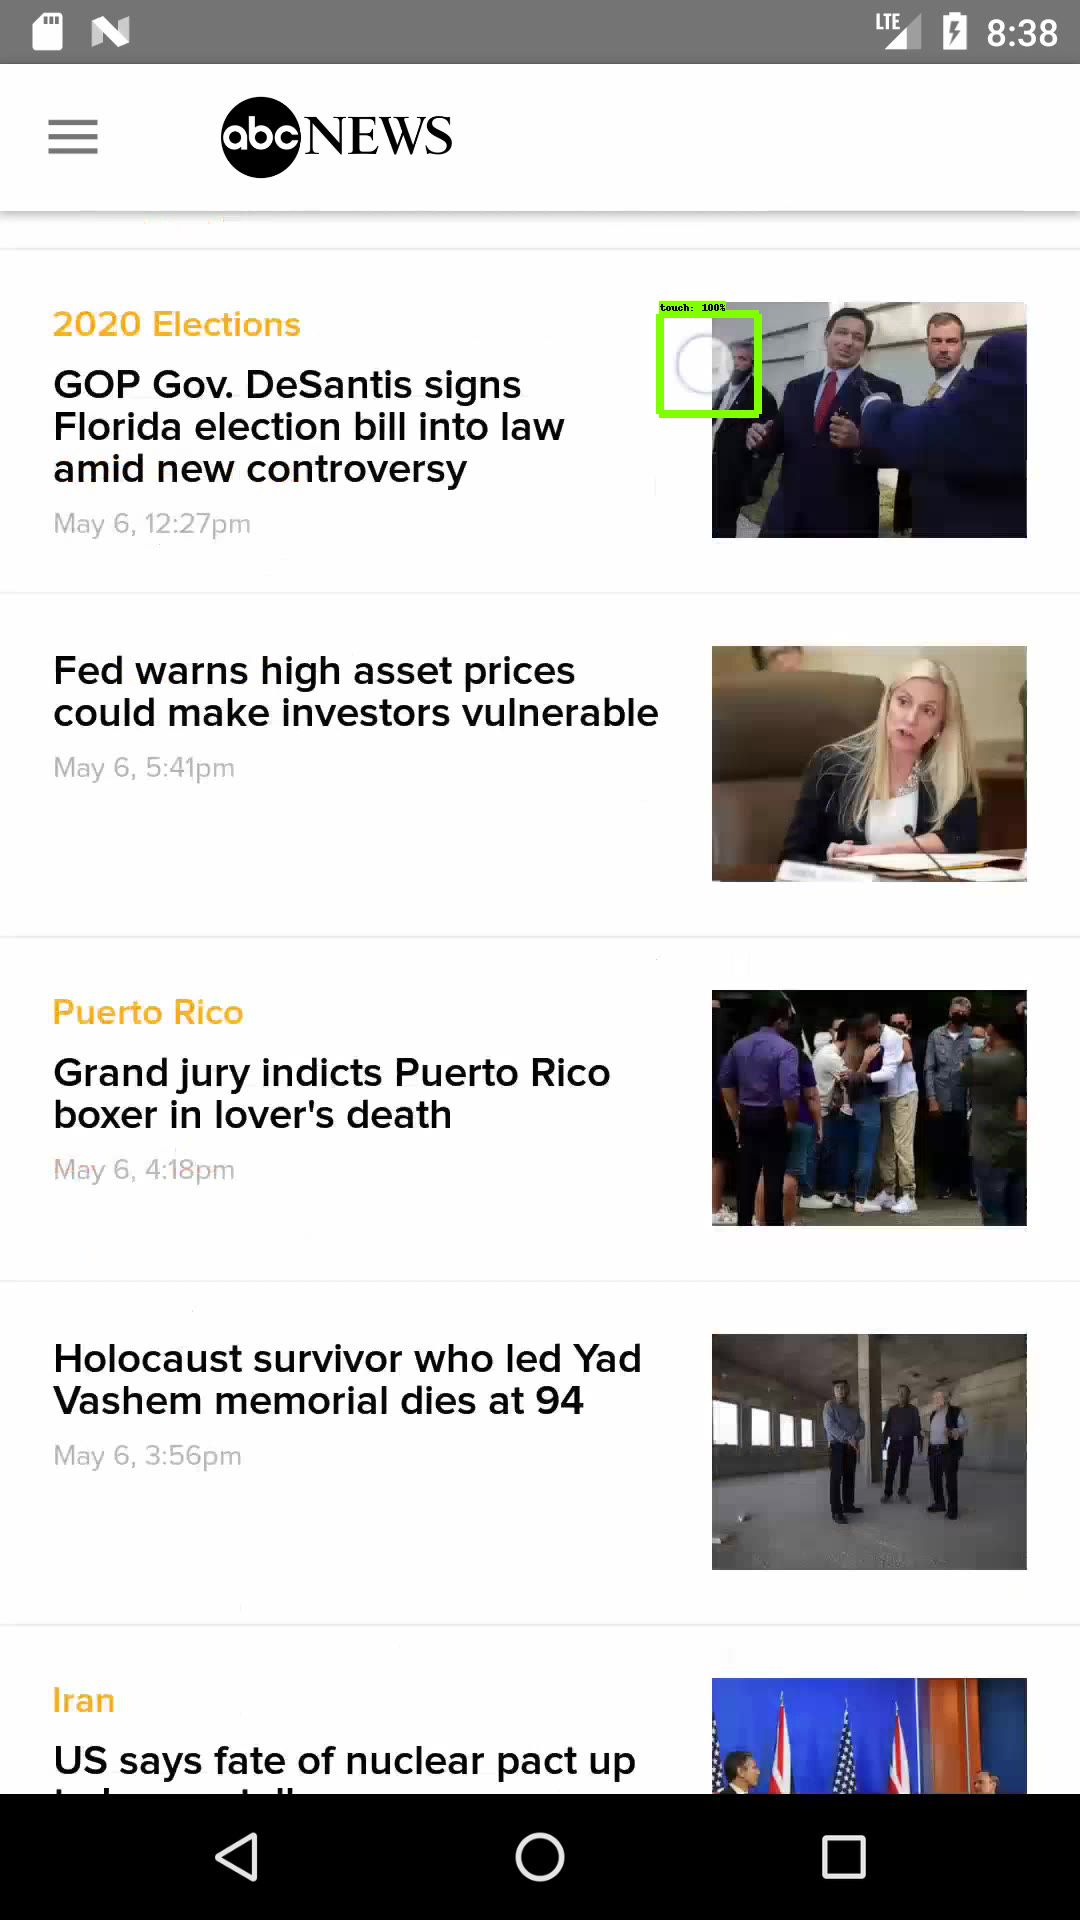 LTE 8:38
abc NEWS
touch: 100%
2020 Elections
GOP Gov. DeSantis signs
Florida election bill into law
amid new controversy
May 6, 12:27pm
Fed warns high asset prices
could make investors vulnerable
May 6, 5:41pm
Puerto Rico
Grand jury indicts Puerto Rico
boxer in lover's death
May 6, 4:18pm
Holocaust survivor who led Yad
Vashem memorial dies at 94
May 6, 3:56pm
Iran
US says fate of nuclear pact up